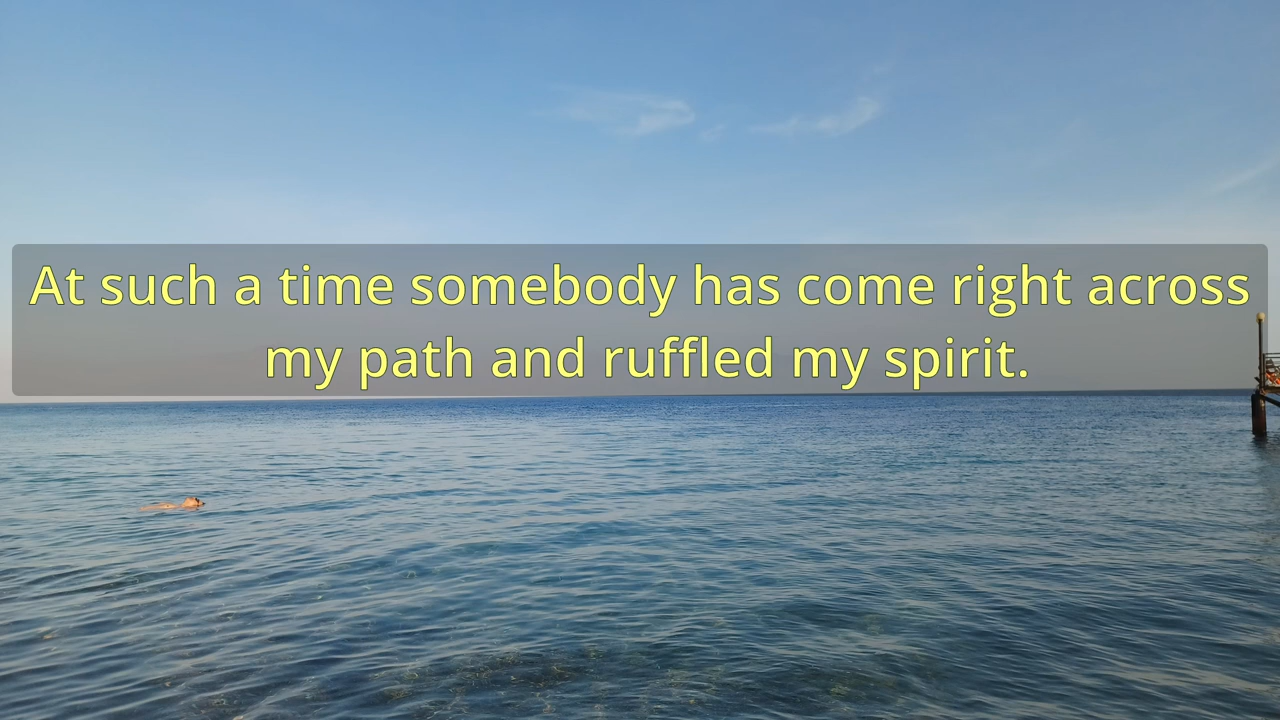 At such a time somebody has come right across
my path and ruffled my spirit.